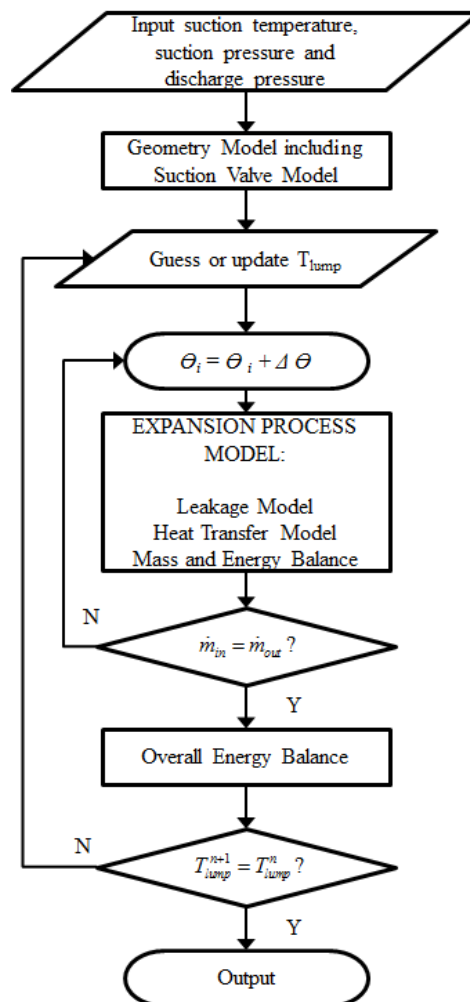 Input suction temperature,
suction pressure and
discharge pressure
Geometry Model including
Suction Valve Model
Guess or update T_lump
Θ_i = Θ_i + Δ Θ
EXPANSION PROCESS
MODEL:
Leakage Model
Heat Transfer Model
Mass and Energy Balance
N
ṁ_in = ṁ_out ?
Y
Overall Energy Balance
N
T_lump^{n+1} = T_lump^n ?
Y
Output